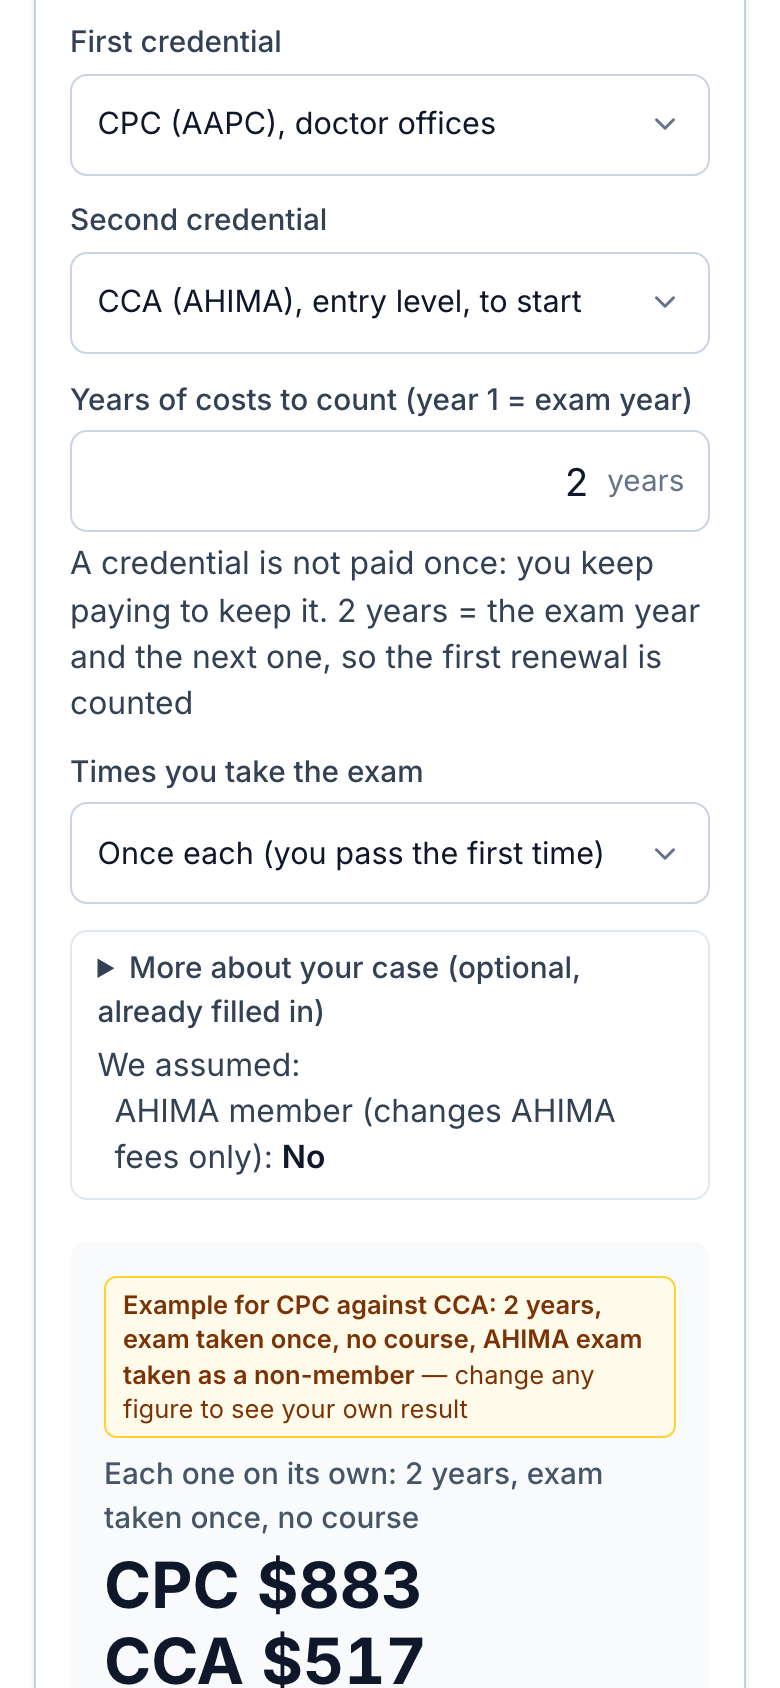 First credential
CPC (AAPC), doctor offices
Second credential
CCA (AHIMA), entry level, to start
Years of costs to count (year 1 = exam year)
2 years
A credential is not paid once: you keep
paying to keep it. 2 years = the exam year
and the next one, so the first renewal is
counted
Times you take the exam
Once each (you pass the first time)
▶ More about your case (optional,
already filled in)
We assumed:
AHIMA member (changes AHIMA
fees only): No
Example for CPC against CCA: 2 years,
exam taken once, no course, AHIMA exam
taken as a non-member — change any
figure to see your own result
Each one on its own: 2 years, exam
taken once, no course
CPC $883
CCA $517